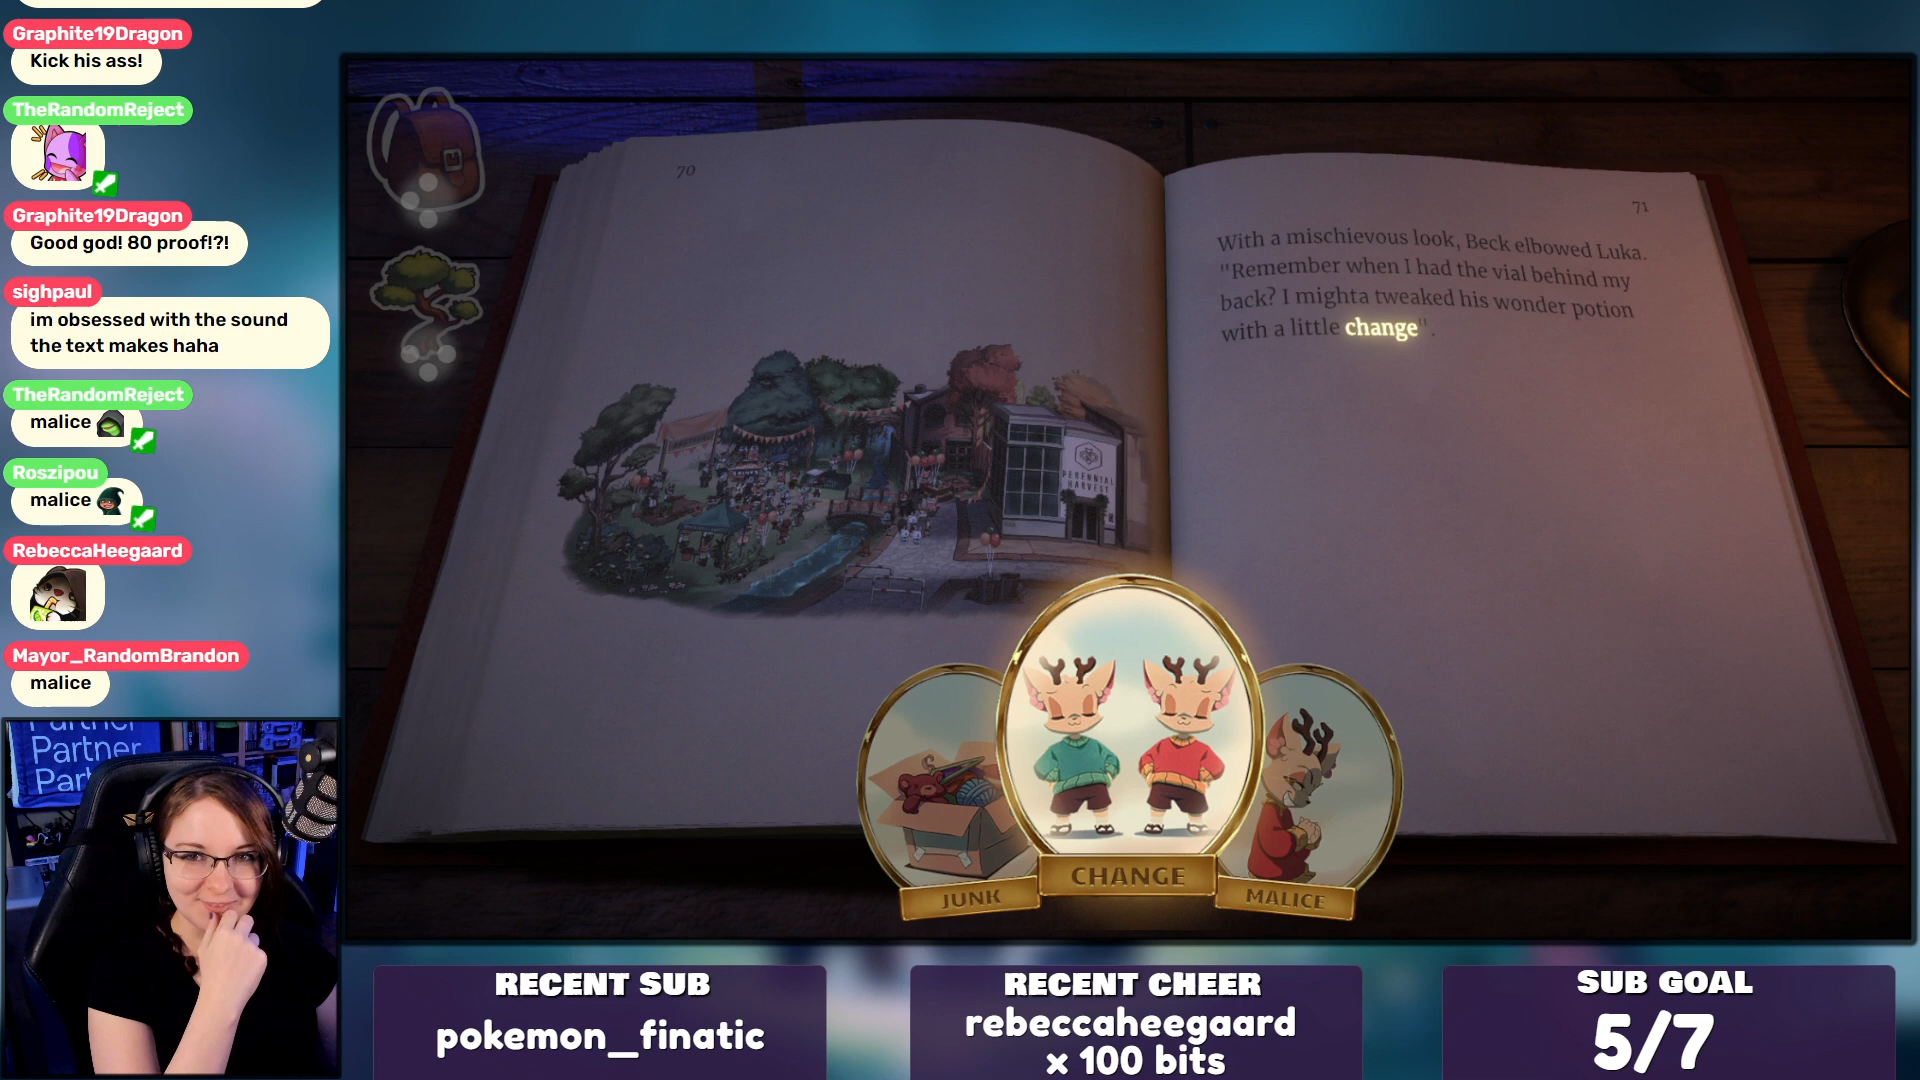 Graphite19Dragon
Kick his ass!
TheRandomReject
Graphite19Dragon
Good god! 80 proof!?!
sighpaul
im obsessed with the sound
the text makes haha
TheRandomReject
malice
Roszipou
malice
RebeccaHeegaard
Mayor_RandomBrandon
malice
Partner
Partner
70
PERENNIAL
HARVEST
71
With a mischievous look, Beck elbowed Luka.
"Remember when I had the vial behind my
back? I mighta tweaked his wonder potion
with a little change".
JUNK
CHANGE
MALICE
RECENT SUB
pokemon_finatic
RECENT CHEER
rebeccaheegaard
x 100 bits
SUB GOAL
5/7